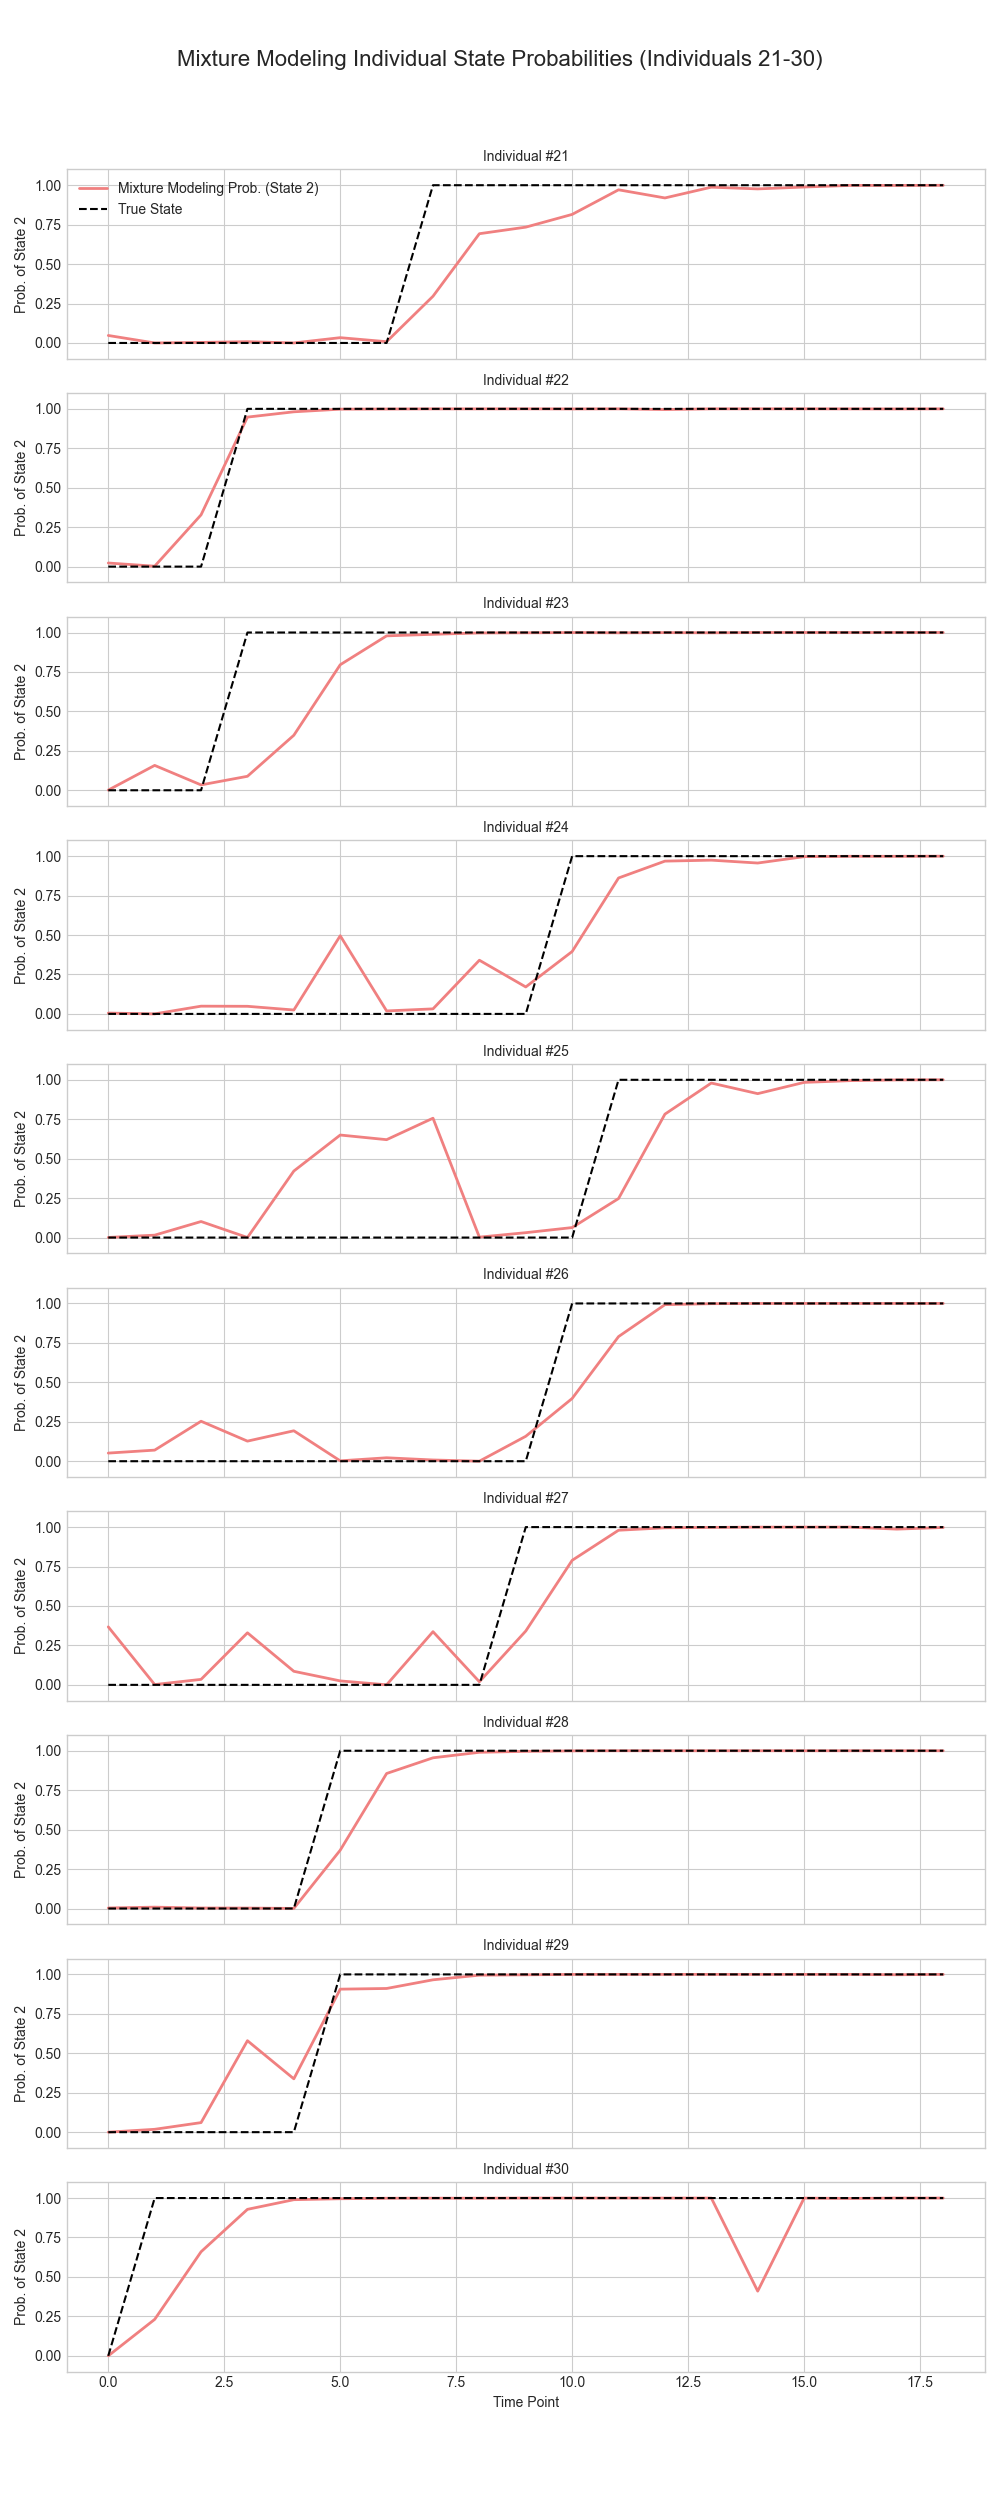 Mixture Modeling Individual State Probabilities (Individuals 21-30)
Individual #21
Mixture Modeling Prob. (State 2)
True State
1.00
0.75
0.50
0.25
0.00
Prob. of State 2
Individual #22
1.00
0.75
0.50
0.25
0.00
Prob. of State 2
Individual #23
1.00
0.75
0.50
0.25
0.00
Prob. of State 2
Individual #24
1.00
0.75
0.50
0.25
0.00
Prob. of State 2
Individual #25
1.00
0.75
0.50
0.25
0.00
Prob. of State 2
Individual #26
1.00
0.75
0.50
0.25
0.00
Prob. of State 2
Individual #27
1.00
0.75
0.50
0.25
0.00
Prob. of State 2
Individual #28
1.00
0.75
0.50
0.25
0.00
Prob. of State 2
Individual #29
1.00
0.75
0.50
0.25
0.00
Prob. of State 2
Individual #30
1.00
0.75
0.50
0.25
0.00
Prob. of State 2
0.0 2.5 5.0 7.5 10.0 12.5 15.0 17.5
Time Point